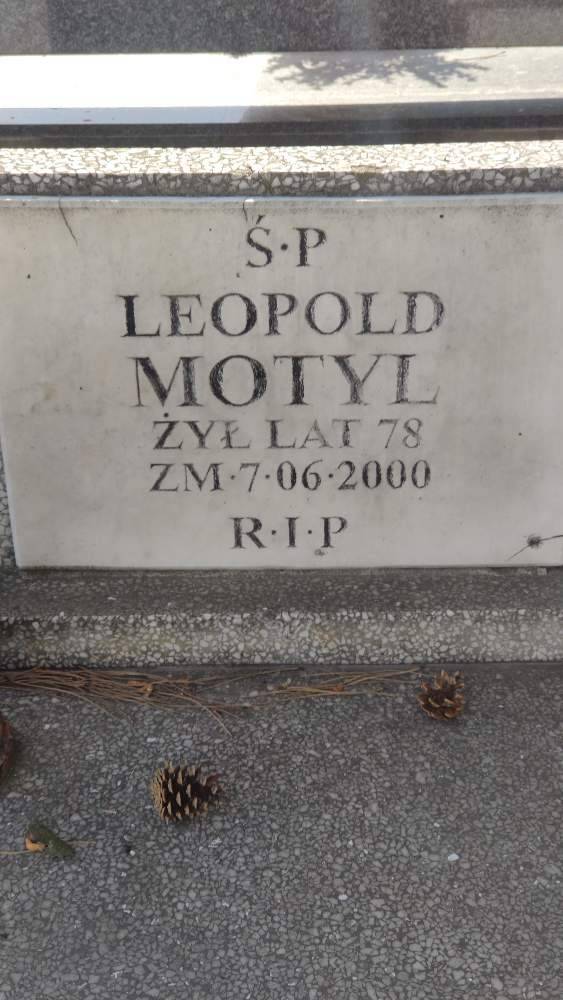 Ś·P
LEOPOLD
MOTYL
ŻYŁ LAT 78
ZM·7·06·2000
R·I·P